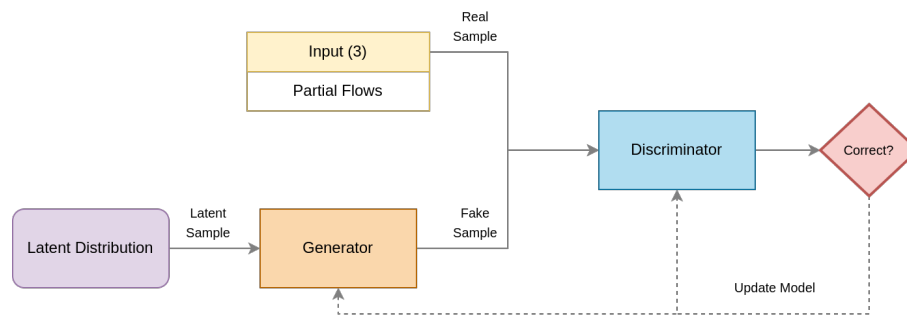 Real
Sample
Input (3)
Partial Flows
Discriminator
Correct?
Latent
Sample
Fake
Sample
Latent Distribution
Generator
Update Model